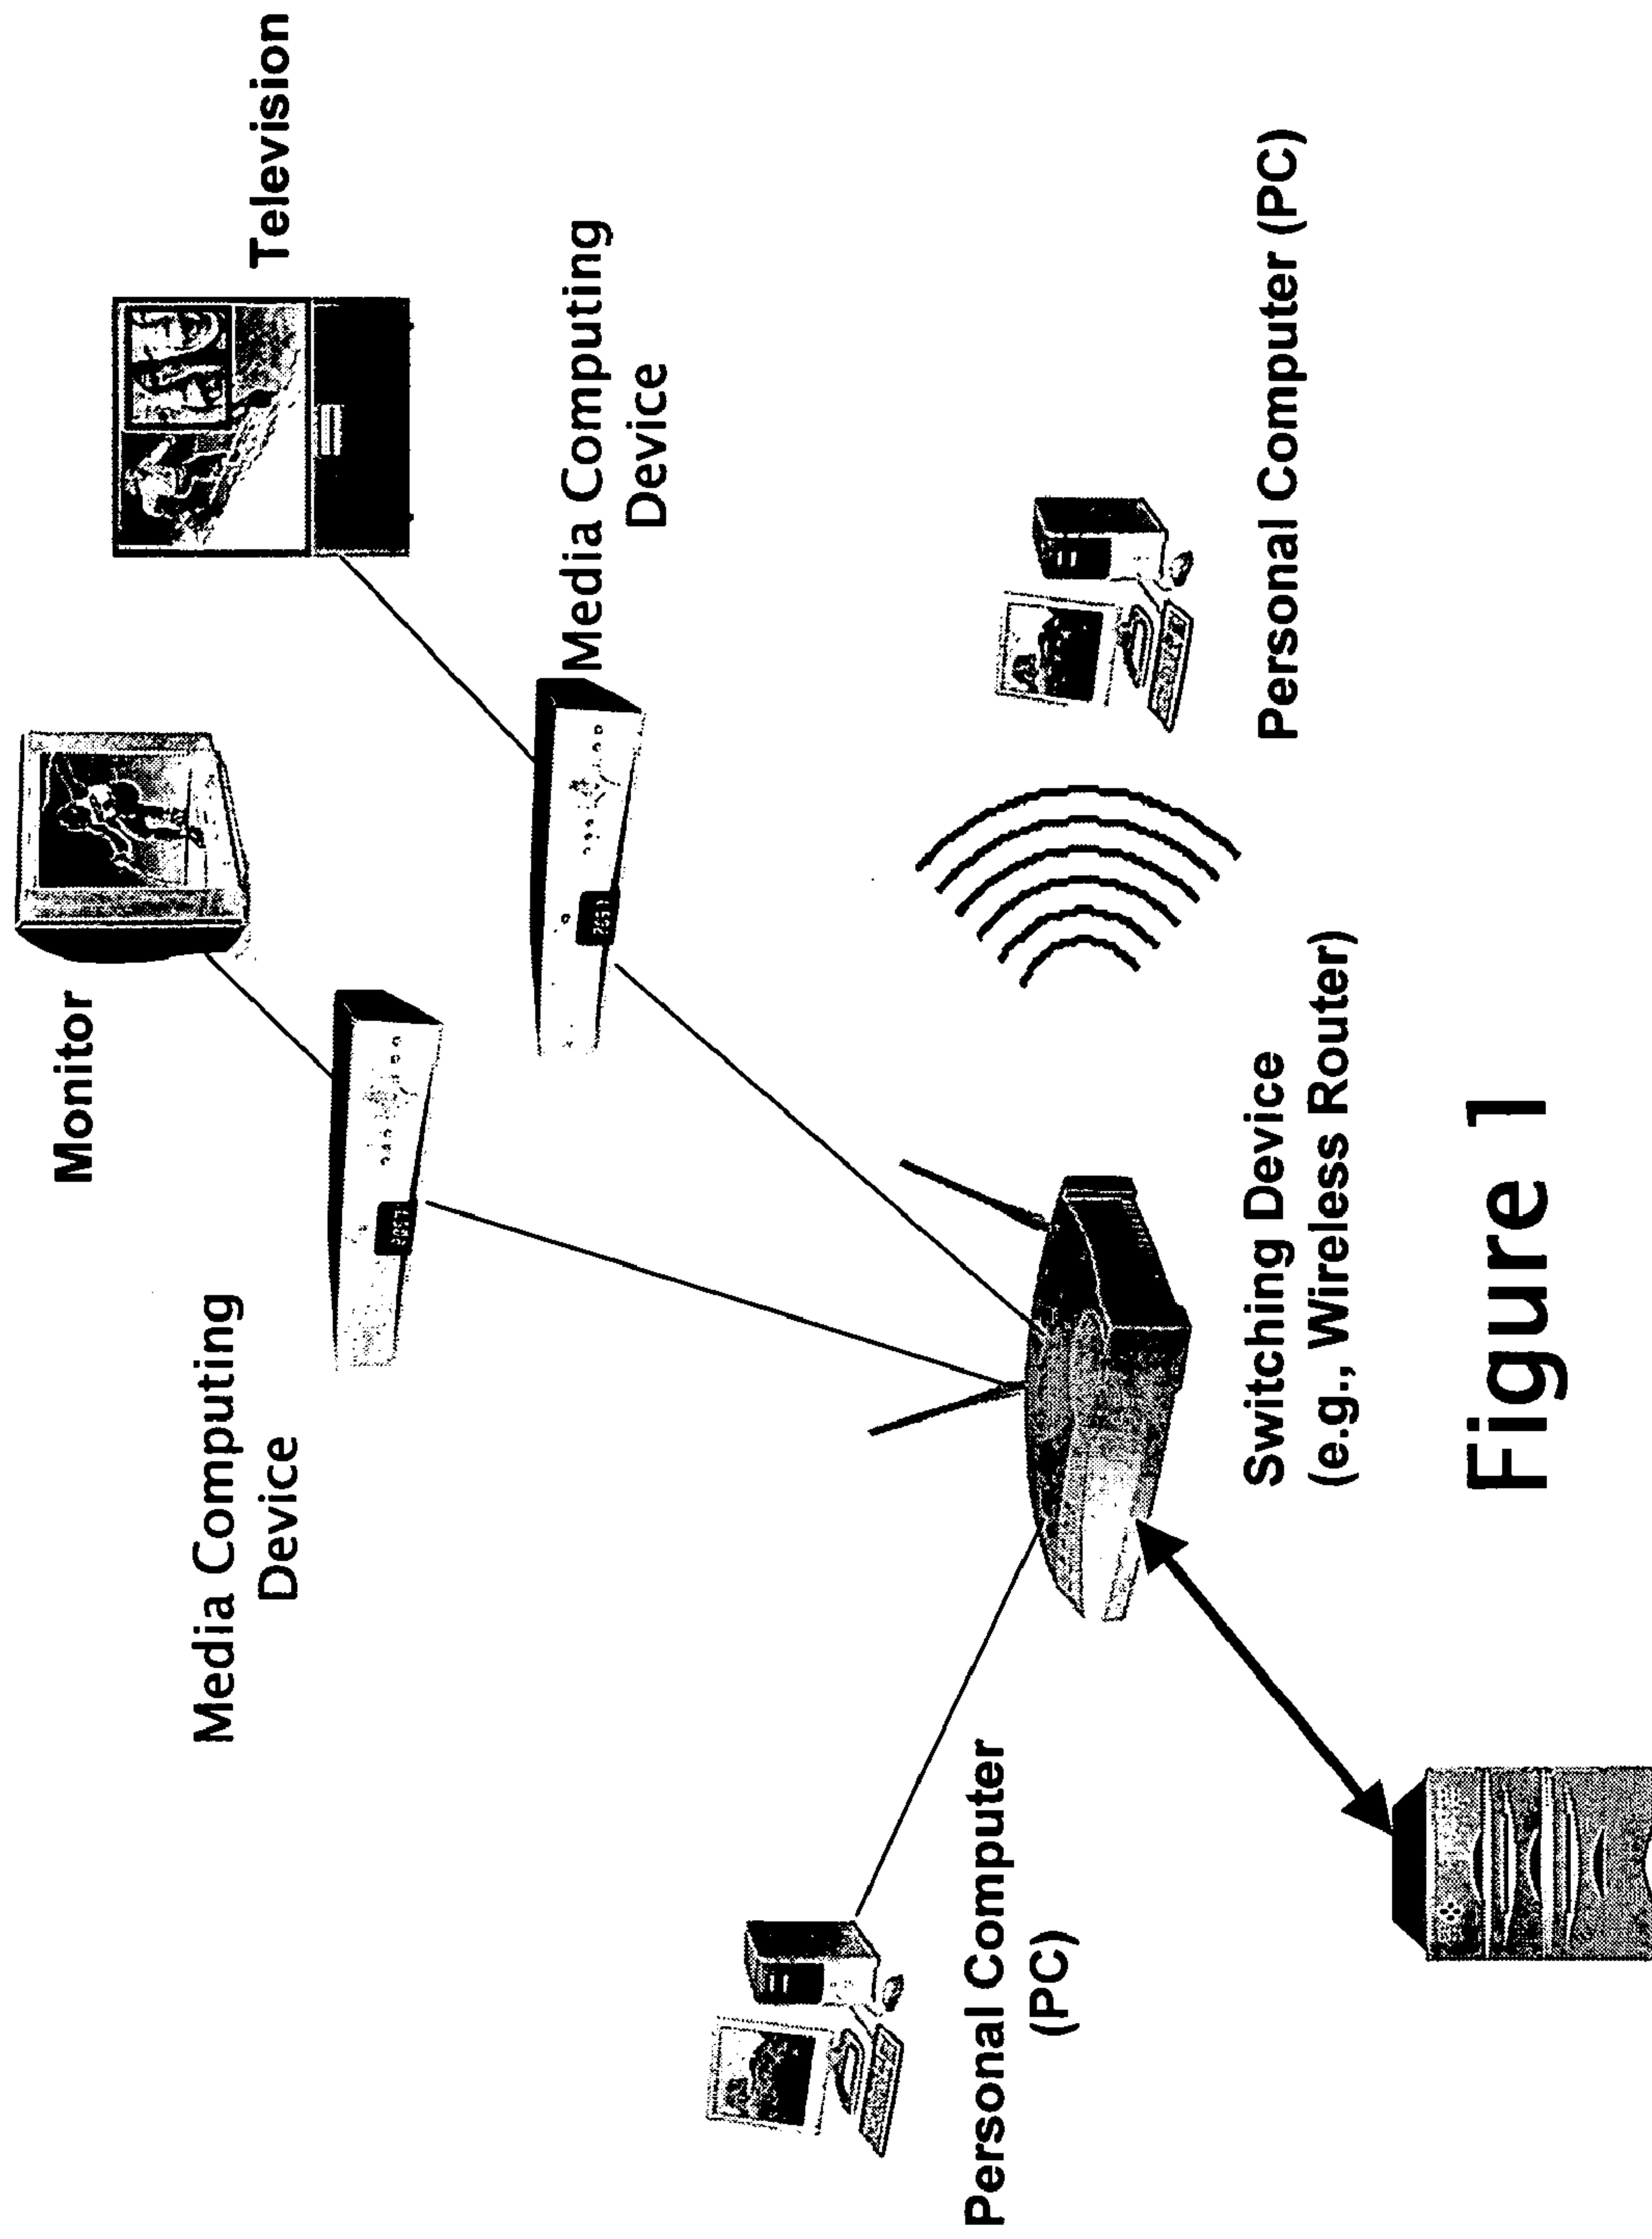 Monitor
Television
Media Computing
Device
Media Computing
Device
Personal Computer
(PC)
Personal Computer (PC)
Switching Device
(e.g., Wireless Router)
Figure 1